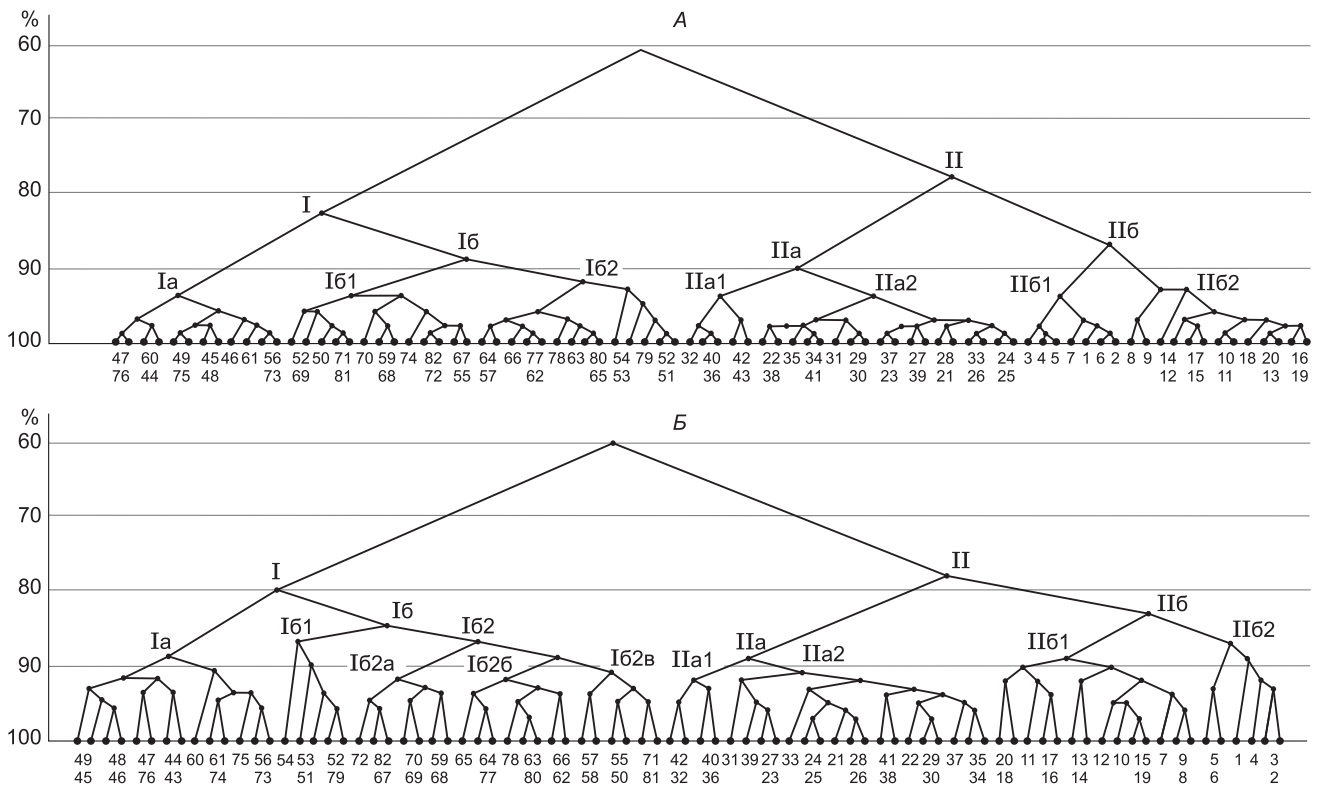 % А
60
70
80
90
100
II
I
Iб IIб
IIа
Iа Iб1 Iб2 IIа1 IIа2 IIб1 IIб2
47 60 49 45 46 61 56 52 50 71 70 59 74 82 67 64 66 77 78 63 80 54 79 52 32 40 42 22 35 34 31 29 37 27 28 33 24 3 4 5 7 1 6 2 8 9 14 17 10 18 20 16
76 44 75 48 73 69 81 68 72 55 57 62 65 53 51 36 43 38 41 30 23 39 21 26 25 12 15 11 13 19
% Б
60
70
80
90
100
I II
Iб IIб
Iа Iб1 Iб2 IIа IIб1 IIб2
Iб2а Iб2б Iб2в IIа1 IIа2
49 48 47 44 60 61 75 56 54 53 52 72 82 70 59 65 64 78 63 66 57 55 71 42 40 31 39 27 33 24 21 28 41 22 29 37 35 20 11 17 13 12 10 15 7 9 5 1 4 3
45 46 76 43 74 73 51 79 67 69 68 77 80 62 58 50 81 32 36 23 25 26 38 30 34 18 16 14 19 8 6 2